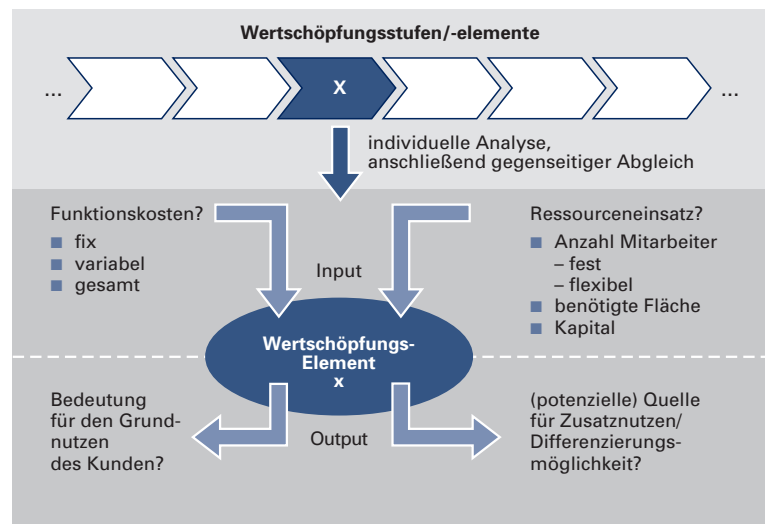 Wertschöpfungsstufen/-elemente
...
X
...
individuelle Analyse,
anschließend gegenseitiger Abgleich
Funktionskosten?
■ fix
■ variabel
■ gesamt
Input
Ressourceneinsatz?
■ Anzahl Mitarbeiter
– fest
– flexibel
■ benötigte Fläche
■ Kapital
Wertschöpfungs-
Element
x
Bedeutung
für den Grund-
nutzen
des Kunden?
Output
(potenzielle) Quelle
für Zusatznutzen/
Differenzierungs-
möglichkeit?